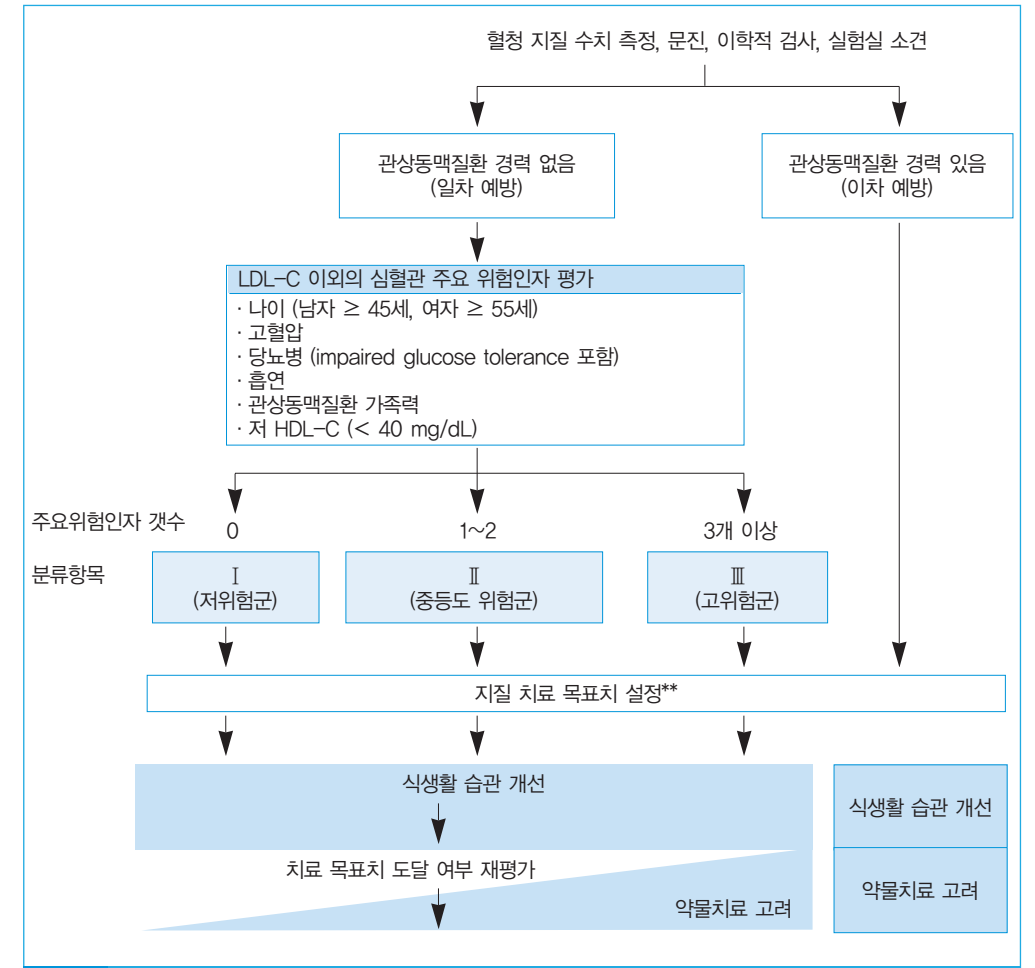 혈청 지질 수치 측정, 문진, 이학적 검사, 실험실 소견
관상동맥질환 경력 없음
(일차 예방)
관상동맥질환 경력 있음
(이차 예방)
LDL-C 이외의 심혈관 주요 위험인자 평가
· 나이 (남자 ≥ 45세, 여자 ≥ 55세)
· 고혈압
· 당뇨병 (impaired glucose tolerance 포함)
· 흡연
· 관상동맥질환 가족력
· 저 HDL-C (< 40 mg/dL)
주요위험인자 갯수 0 1~2 3개 이상
분류항목
Ⅰ
(저위험군)
Ⅱ
(중등도 위험군)
Ⅲ
(고위험군)
지질 치료 목표치 설정**
식생활 습관 개선
식생활 습관 개선
치료 목표치 도달 여부 재평가
약물치료 고려
약물치료 고려